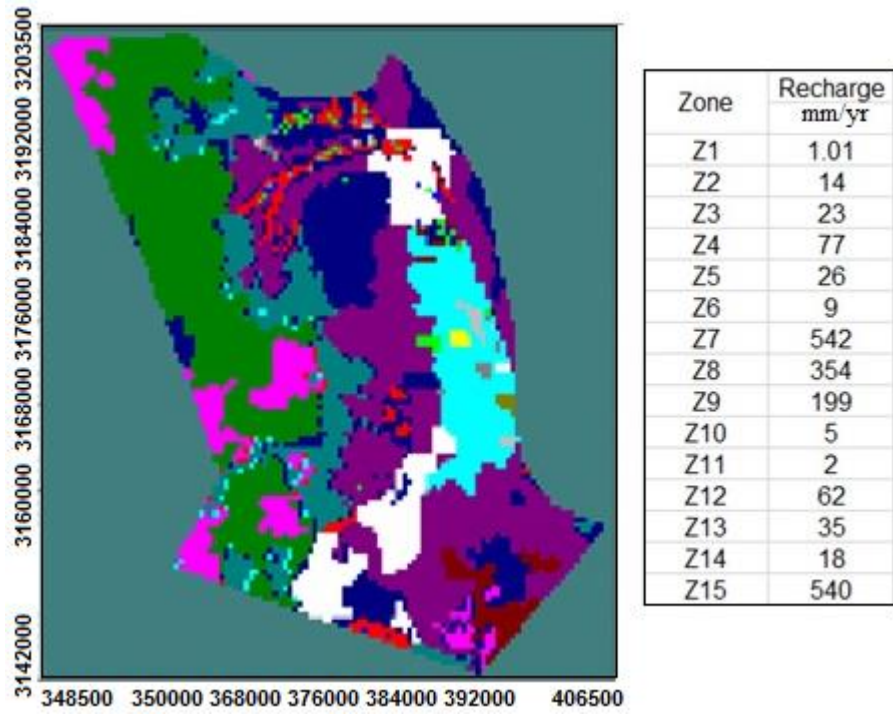 3203500
3192000
3184000
3176000
3168000
3160000
3142000
348500 350000 368000 376000 384000 392000 406500
Zone Recharge
mm/yr
Z1 1.01
Z2 14
Z3 23
Z4 77
Z5 26
Z6 9
Z7 542
Z8 354
Z9 199
Z10 5
Z11 2
Z12 62
Z13 35
Z14 18
Z15 540